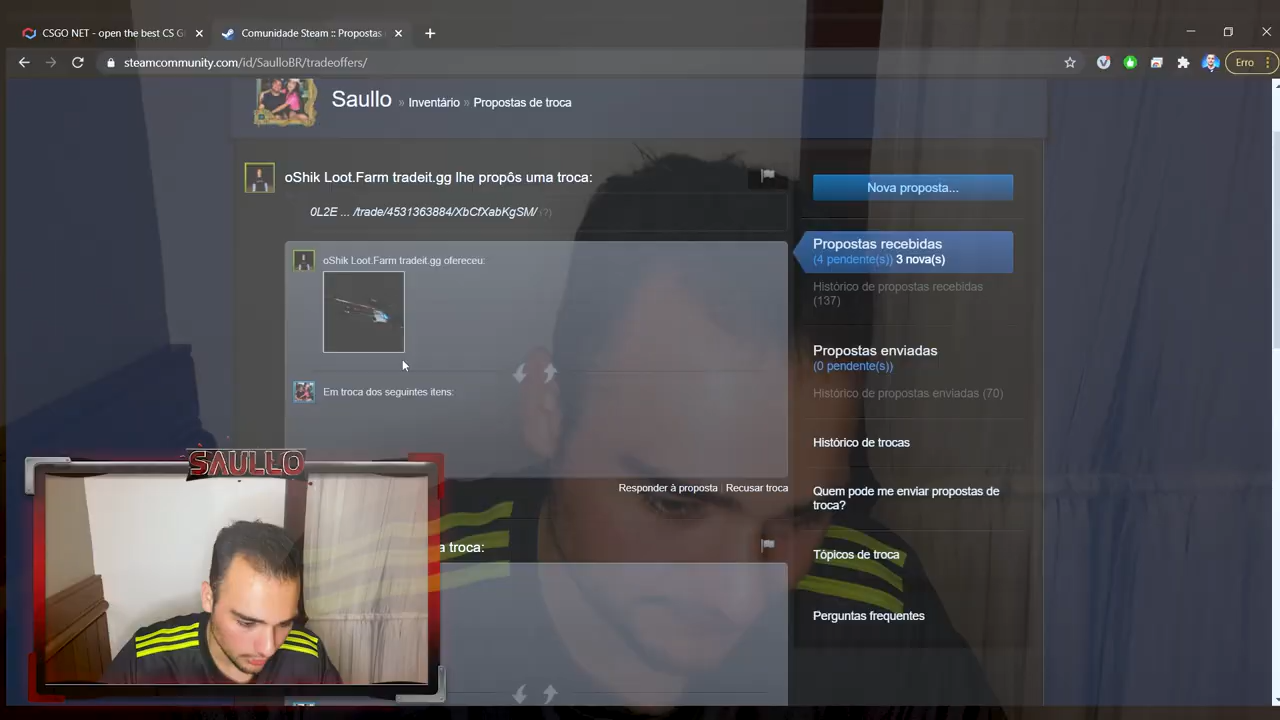 CSGO NET - open the best CS G
Comunidade Steam :: Propostas
steamcommunity.com/id/SaulloBR/tradeoffers/
Erro
Saullo » Inventário » Propostas de troca
oShik Loot.Farm tradeit.gg lhe propôs uma troca:
0L2E ... /trade/4531363884/XbCfXabKgSM/ (?)
oShik Loot.Farm tradeit.gg ofereceu:
Em troca dos seguintes itens:
Responder à proposta | Recusar troca
a troca:
Nova proposta...
Propostas recebidas
(4 pendente(s)) 3 nova(s)
Histórico de propostas recebidas
(137)
Propostas enviadas
(0 pendente(s))
Histórico de propostas enviadas (70)
Histórico de trocas
Quem pode me enviar propostas de
troca?
Tópicos de troca
Perguntas frequentes
SAULLO